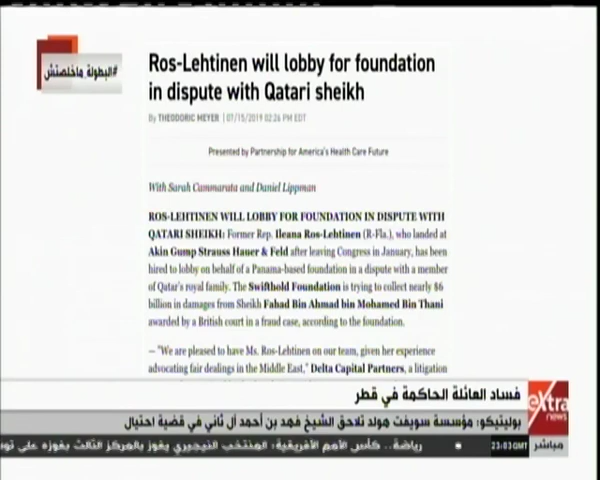 #البطولة_ماخلصتش
Ros-Lehtinen will lobby for foundation
in dispute with Qatari sheikh
By THEODORIC MEYER | 07/15/2019 02:26 PM EDT
Presented by Partnership for America's Health Care Future
With Sarah Cammarata and Daniel Lippman
ROS-LEHTINEN WILL LOBBY FOR FOUNDATION IN DISPUTE WITH
QATARI SHEIKH: Former Rep. Ileana Ros-Lehtinen (R-Fla.), who landed at
Akin Gump Strauss Hauer & Feld after leaving Congress in January, has been
hired to lobby on behalf of a Panama-based foundation in a dispute with a member
of Qatar's royal family. The Swifthold Foundation is trying to collect nearly $6
billion in damages from Sheikh Fahad Bin Ahmad bin Mohamed Bin Thani
awarded by a British court in a fraud case, according to the foundation.
— "We are pleased to have Ms. Ros-Lehtinen on our team, given her experience
advocating fair dealings in the Middle East," Delta Capital Partners, a litigation
فساد العائلة الحاكمة في قطر
eXtra
news
بوليتيكو: مؤسسة سويفت هولد تلاحق الشيخ فهد بن أحمد آل ثاني في قضية احتيال
مباشر
23:03GMT
رياضة.. كأس الأمم الأفريقية: المنتخب النيجيري يفوز بالمركز الثالث بفوزه على تو